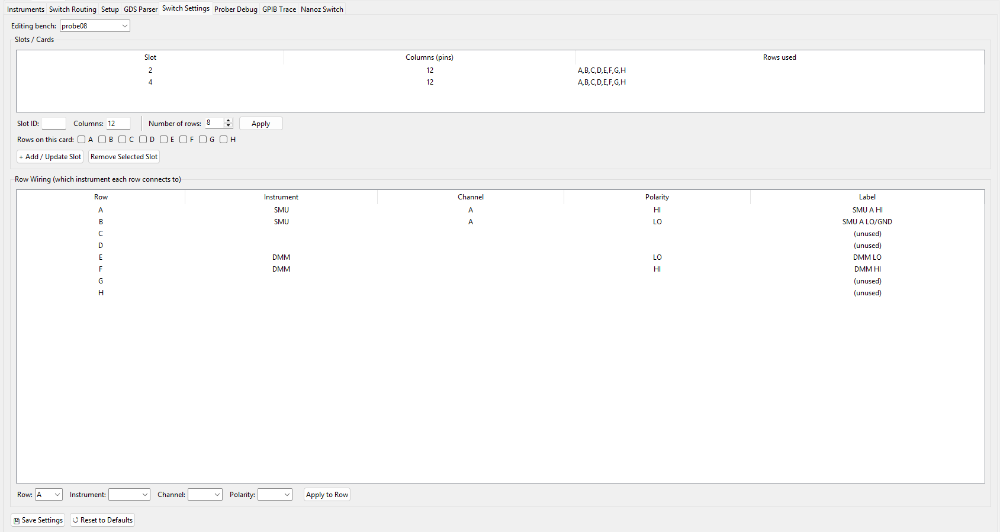 Instruments Switch Routing Setup GDS Parser Switch Settings Prober Debug GPIB Trace Nanoz Switch
Editing bench: probe08
Slots / Cards
Slot Columns (pins) Rows used
2 12 A,B,C,D,E,F,G,H
4 12 A,B,C,D,E,F,G,H
Slot ID: Columns: 12 Number of rows: 8 Apply
Rows on this card: A B C D E F G H
+ Add / Update Slot Remove Selected Slot
Row Wiring (which instrument each row connects to)
Row Instrument Channel Polarity Label
A SMU A HI SMU A HI
B SMU A LO SMU A LO/GND
C (unused)
D (unused)
E DMM LO DMM LO
F DMM HI DMM HI
G (unused)
H (unused)
Row: A Instrument: Channel: Polarity: Apply to Row
Save Settings Reset to Defaults